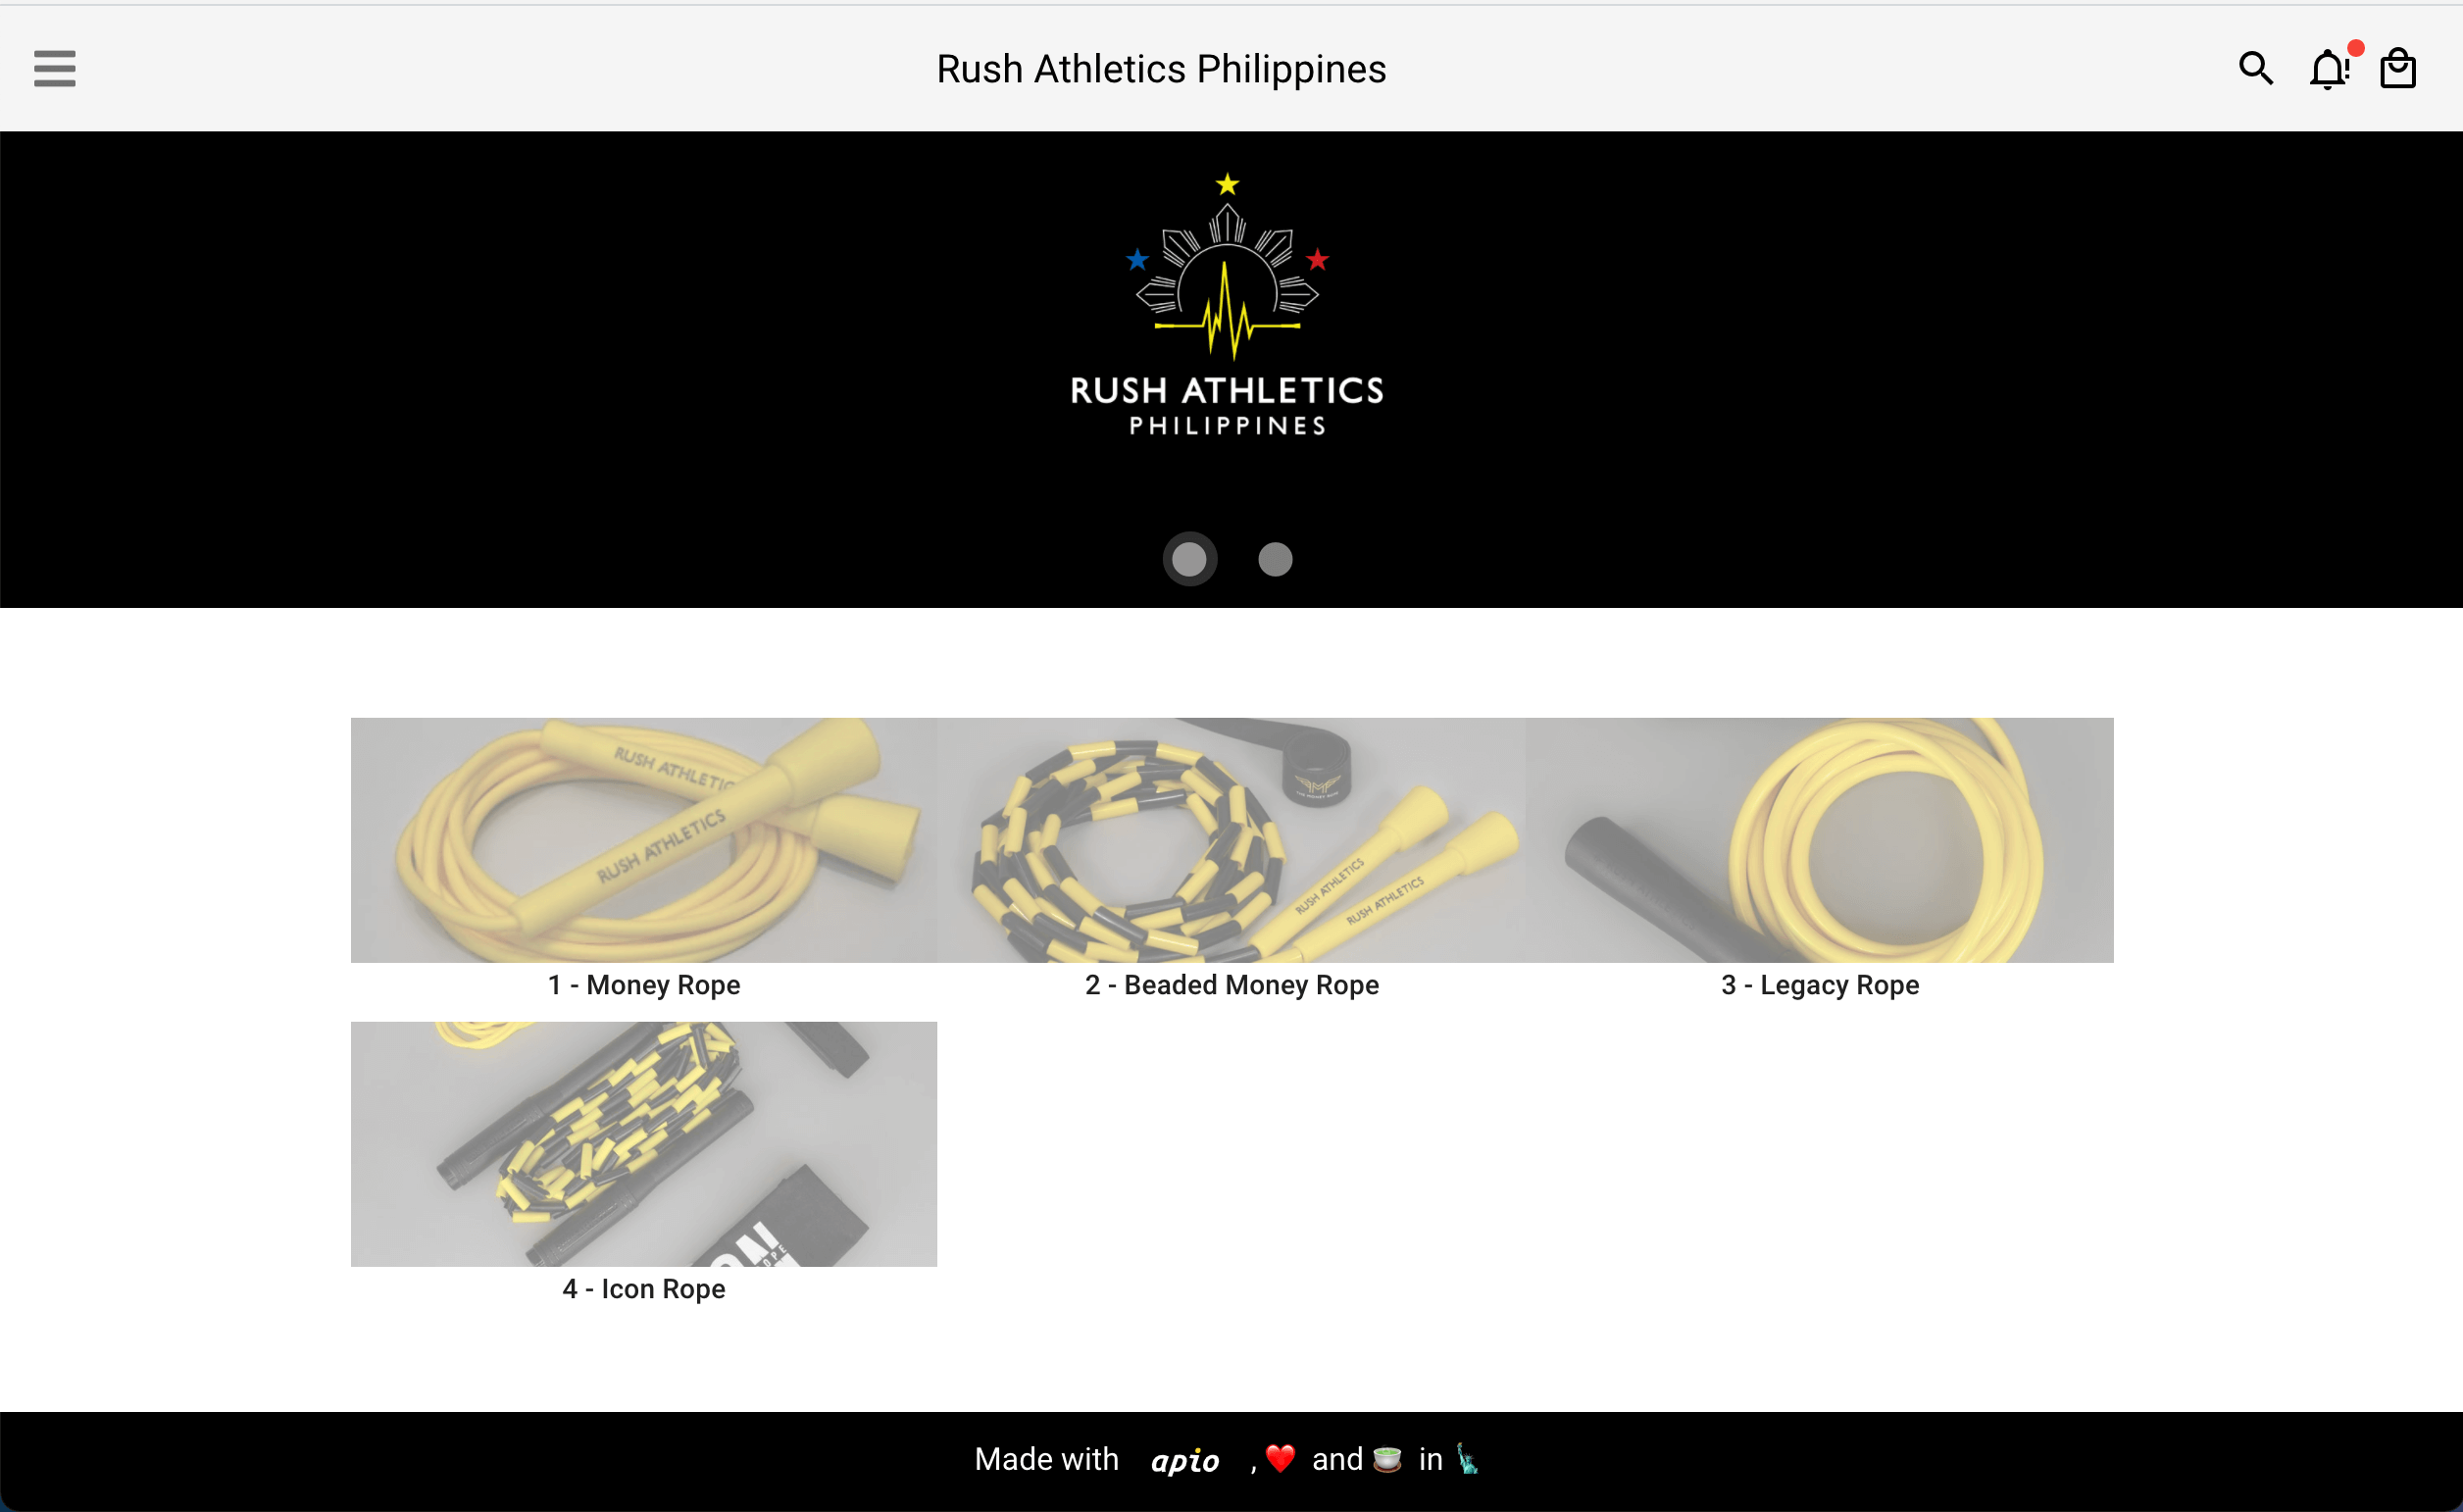 Rush Athletics Philippines
RUSH ATHLETICS
PHILIPPINES
RUSH ATHLETIC
RUSH ATHLETICS
RUSH ATHLETICS
RUSH ATHLETICS
1 - Money Rope
2 - Beaded Money Rope
3 - Legacy Rope
4 - Icon Rope
Made with apio , ❤️ and 🍵 in 🗽